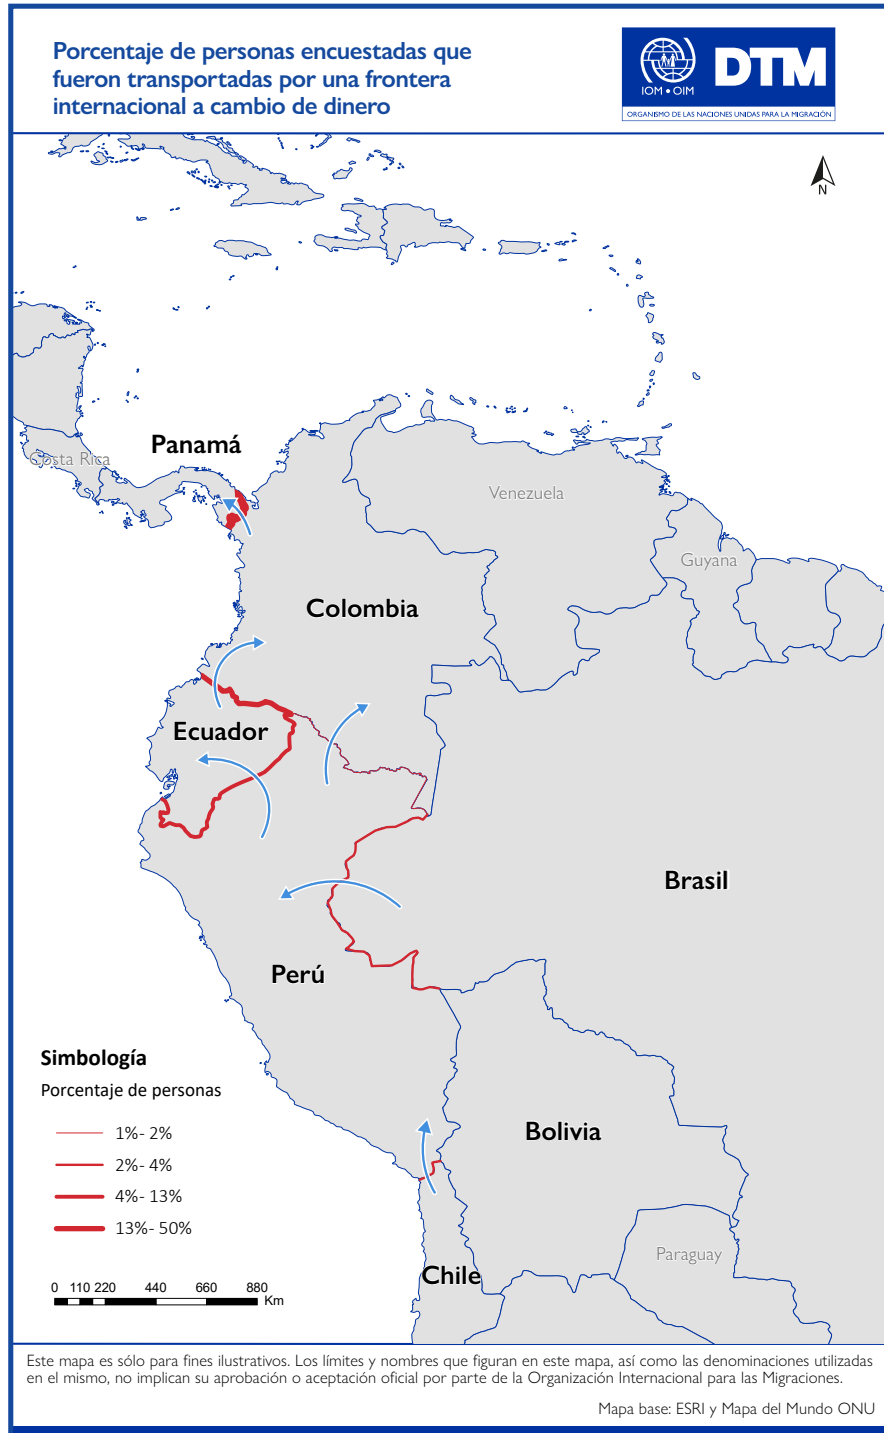 Porcentaje de personas encuestadas que
fueron transportadas por una frontera
internacional a cambio de dinero
IOM • OIM
DTM
ORGANISMO DE LAS NACIONES UNIDAS PARA LA MIGRACIÓN
N
Panamá
Costa Rica
Venezuela
Guyana
Colombia
Ecuador
Brasil
Perú
Simbología
Porcentaje de personas
1%- 2%
2%- 4%
4%- 13%
13%- 50%
Bolivia
Paraguay
Chile
0 110 220 440 660 880
Km
Este mapa es sólo para fines ilustrativos. Los límites y nombres que figuran en este mapa, así como las denominaciones utilizadas
en el mismo, no implican su aprobación o aceptación oficial por parte de la Organización Internacional para las Migraciones.
Mapa base: ESRI y Mapa del Mundo ONU